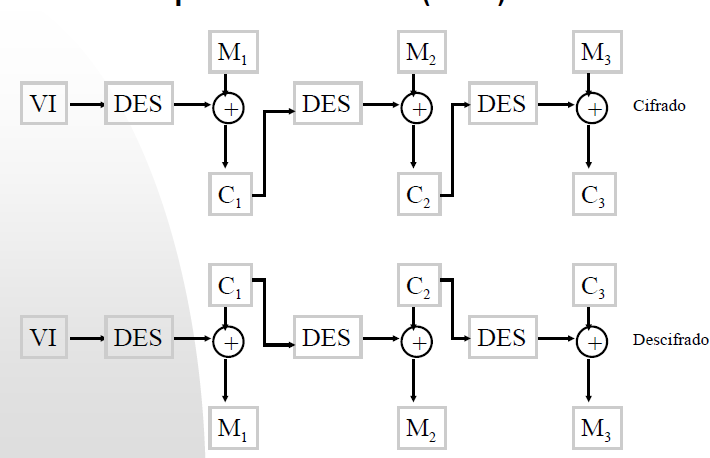 M1 M2 M3
VI DES + DES + DES + Cifrado
C1 C2 C3
C1 C2 C3
VI DES + DES + DES + Descifrado
M1 M2 M3